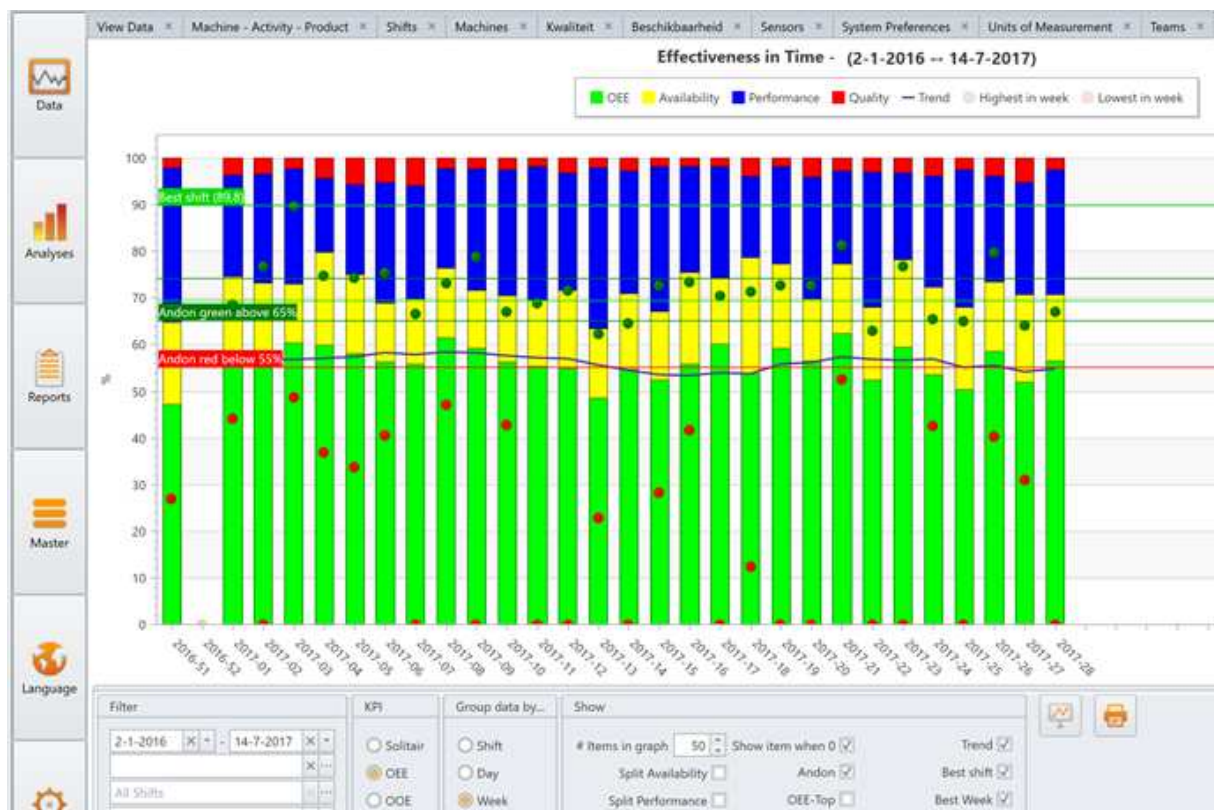 View Data × Machine - Activity - Product × Shifts × Machines × Kwaliteit × Beschikbaarheid × Sensors × System Preferences × Units of Measurement × Teams ×
Effectiveness in Time - (2-1-2016 -- 14-7-2017)
OEE Availability Performance Quality Trend Highest in week Lowest in week
Data
Analyses
Reports
Master
Language
%
100
90
80
70
60
50
40
30
20
10
0
Best shift (89,8)
Andon green above 65%
Andon red below 55%
2016-51 2016-52 2017-01 2017-02 2017-03 2017-04 2017-05 2017-06 2017-07 2017-08 2017-09 2017-10 2017-11 2017-12 2017-13 2017-14 2017-15 2017-16 2017-17 2017-18 2017-19 2017-20 2017-21 2017-22 2017-23 2017-24 2017-25 2017-26 2017-27 2017-28
Filter
2-1-2016 × - 14-7-2017 ×
× ...
All Shifts ...
KPI
Solitair
OEE
OOE
Group data by...
Shift
Day
Week
Show
# Items in graph 50 Show item when 0 Trend
Split Availability Andon Best shift
Split Performance OEE-Top Best Week